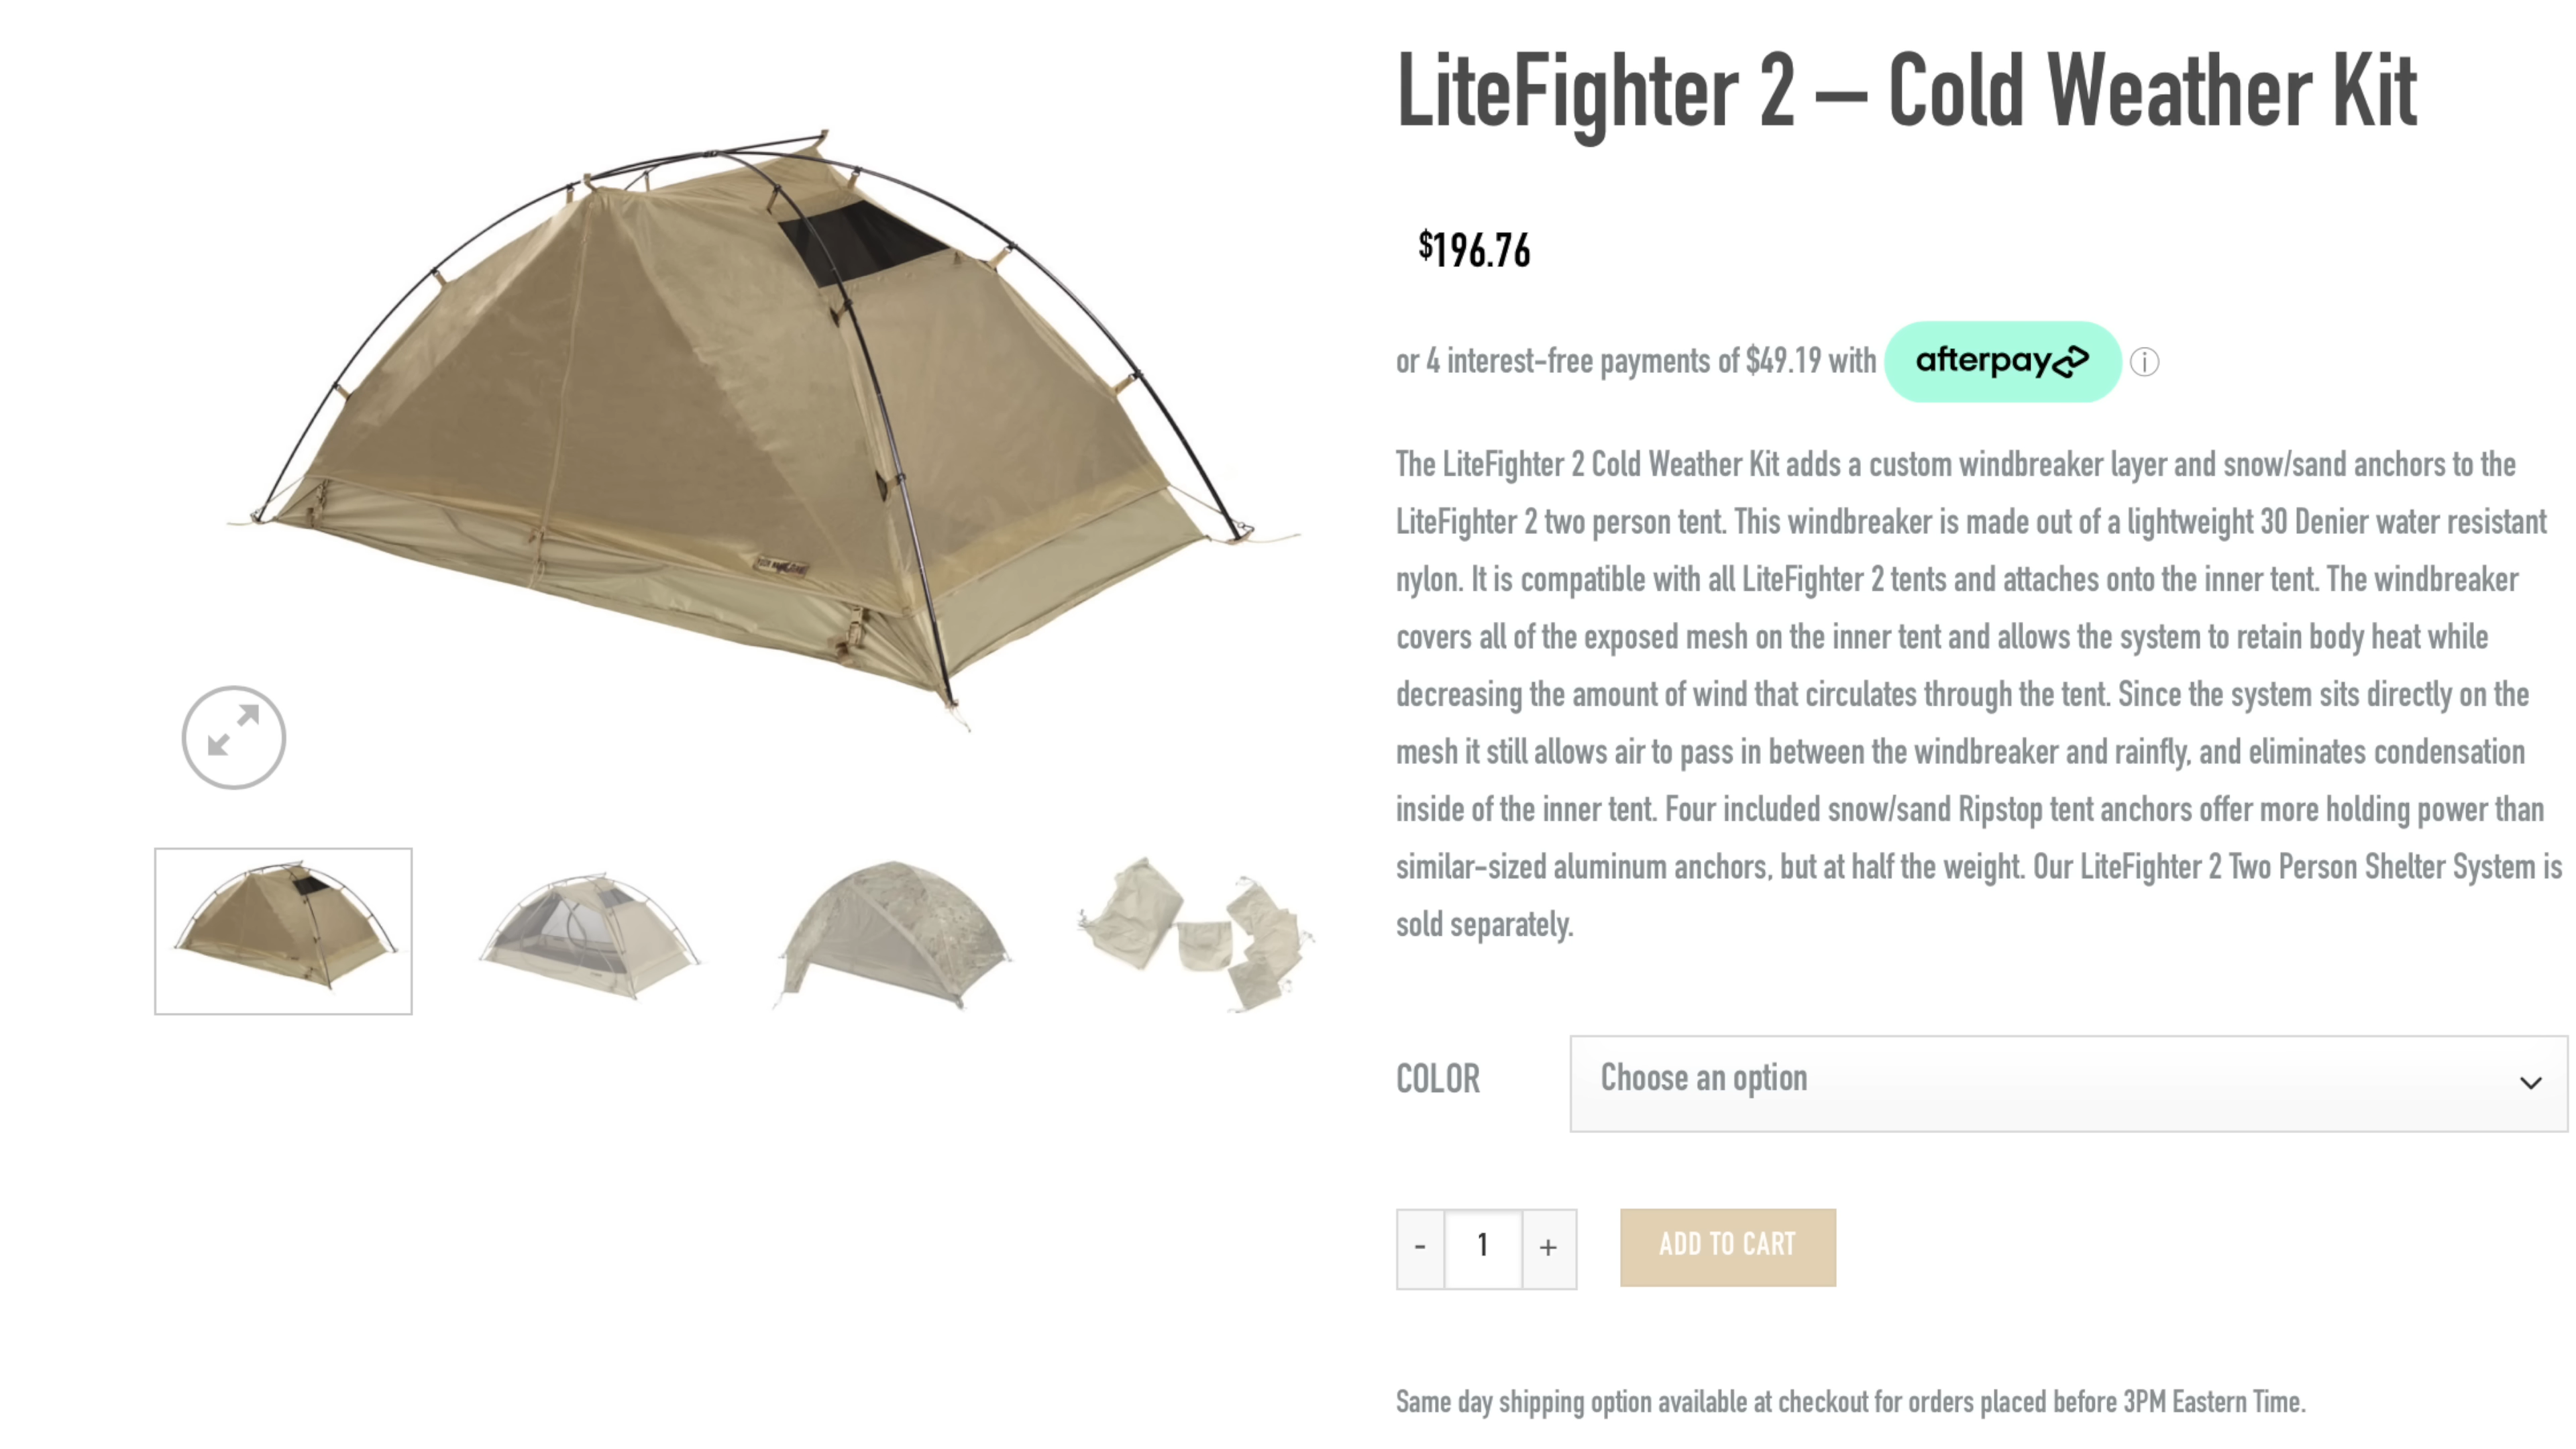 LiteFighter 2 – Cold Weather Kit
$196.76
or 4 interest-free payments of $49.19 with afterpay
The LiteFighter 2 Cold Weather Kit adds a custom windbreaker layer and snow/sand anchors to the
LiteFighter 2 two person tent. This windbreaker is made out of a lightweight 30 Denier water resistant
nylon. It is compatible with all LiteFighter 2 tents and attaches onto the inner tent. The windbreaker
covers all of the exposed mesh on the inner tent and allows the system to retain body heat while
decreasing the amount of wind that circulates through the tent. Since the system sits directly on the
mesh it still allows air to pass in between the windbreaker and rainfly, and eliminates condensation
inside of the inner tent. Four included snow/sand Ripstop tent anchors offer more holding power than
similar-sized aluminum anchors, but at half the weight. Our LiteFighter 2 Two Person Shelter System is
sold separately.
COLOR Choose an option
- 1 + ADD TO CART
Same day shipping option available at checkout for orders placed before 3PM Eastern Time.